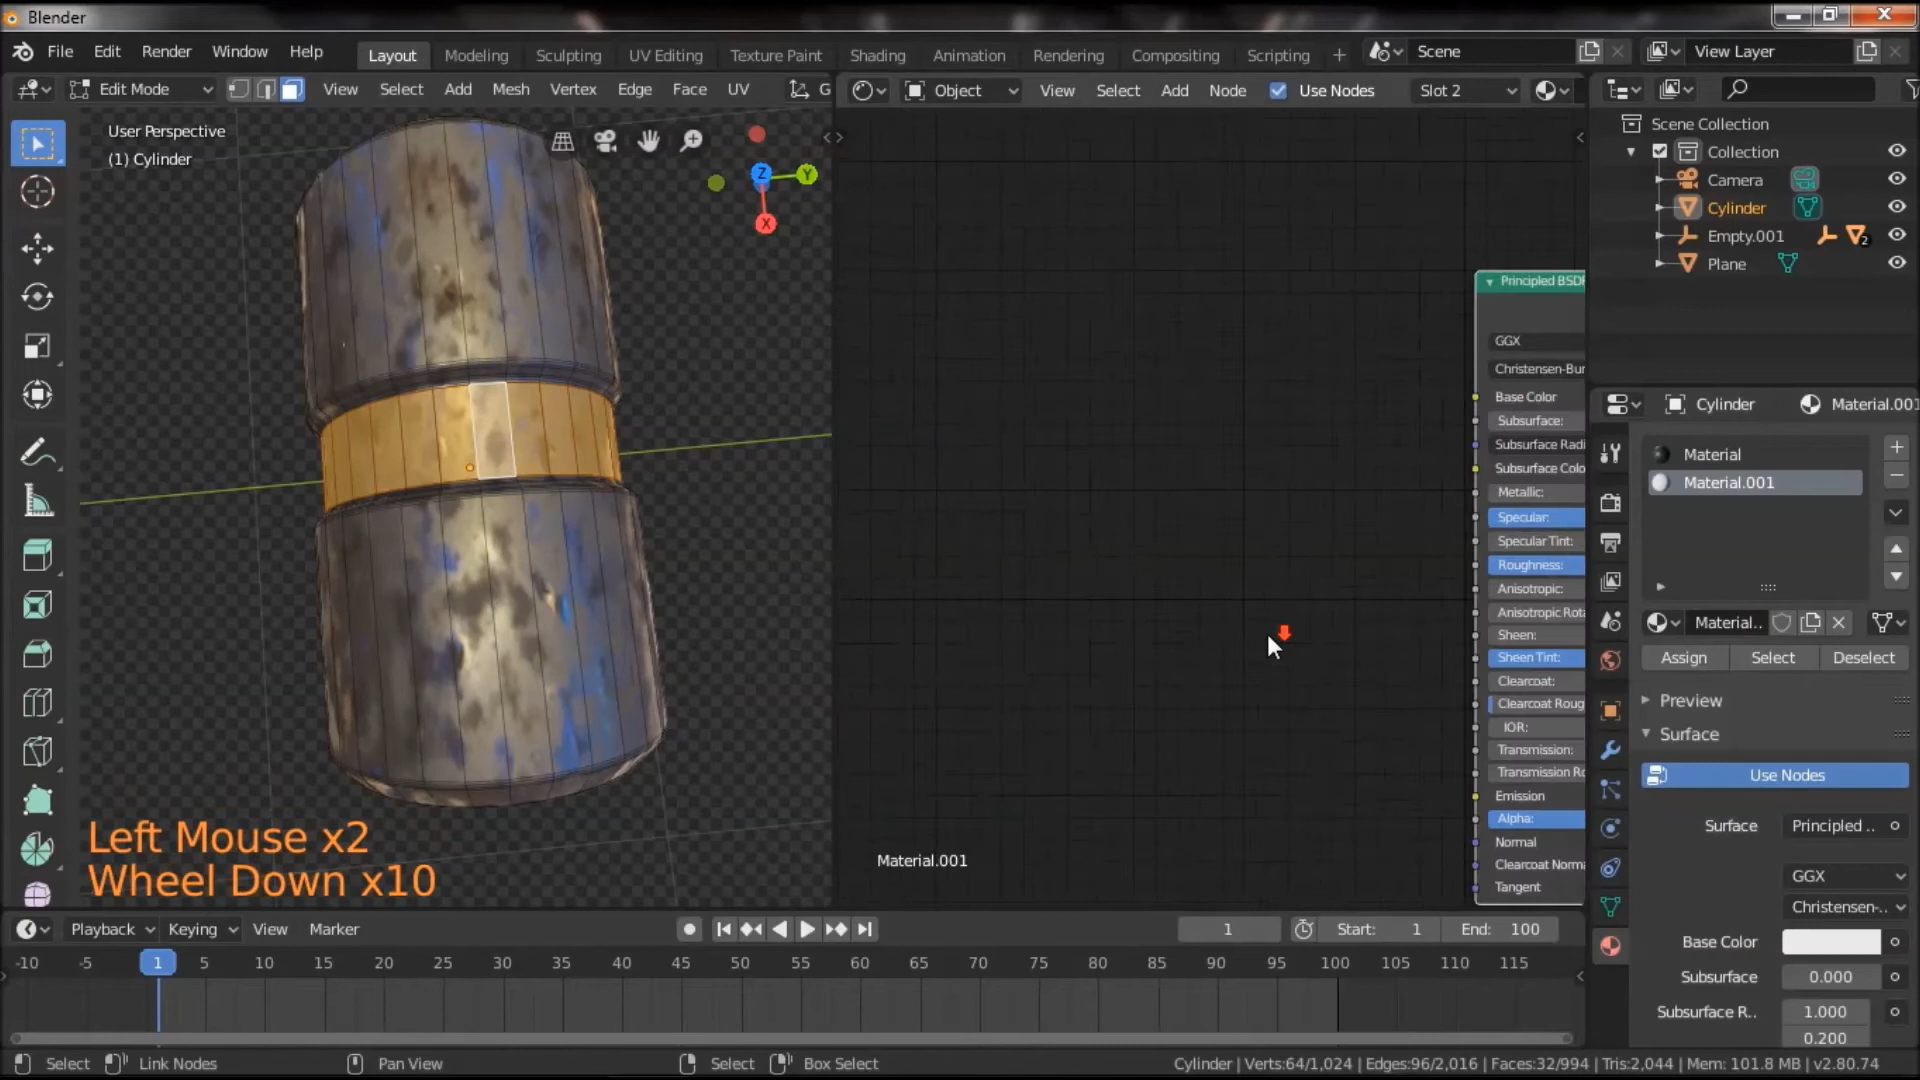 Blender
File Edit Render Window Help Layout Modeling Sculpting UV Editing Texture Paint Shading Animation Rendering Compositing Scripting + Scene View Layer
Edit Mode View Select Add Mesh Vertex Edge Face UV G
Object View Select Add Node Use Nodes Slot 2
User Perspective
(1) Cylinder
Z Y
X
Scene Collection
Collection
Camera
Cylinder
Empty.001 2
Plane
Principled BSDF
GGX
Christensen-Bur
Base Color
Subsurface:
Subsurface Radi
Subsurface Colo
Metallic:
Specular:
Specular Tint:
Roughness:
Anisotropic:
Anisotropic Rota
Sheen:
Sheen Tint:
Clearcoat:
Clearcoat Roug
IOR:
Transmission:
Transmission Ro
Emission
Alpha:
Normal
Clearcoat Norma
Tangent
Material.001
Left Mouse x2
Wheel Down x10
Cylinder Material.001
Material
Material.001
Material..
Assign Select Deselect
Preview
Surface
Use Nodes
Surface Principled ..
GGX
Christensen-..
Base Color
Subsurface 0.000
Subsurface R.. 1.000
0.200
Playback Keying View Marker 1 Start: 1 End: 100
-10 -5 1 5 10 15 20 25 30 35 40 45 50 55 60 65 70 75 80 85 90 95 100 105 110 115
Select Link Nodes Pan View Select Box Select Cylinder | Verts:64/1,024 | Edges:96/2,016 | Faces:32/994 | Tris:2,044 | Mem: 101.8 MB | v2.80.74